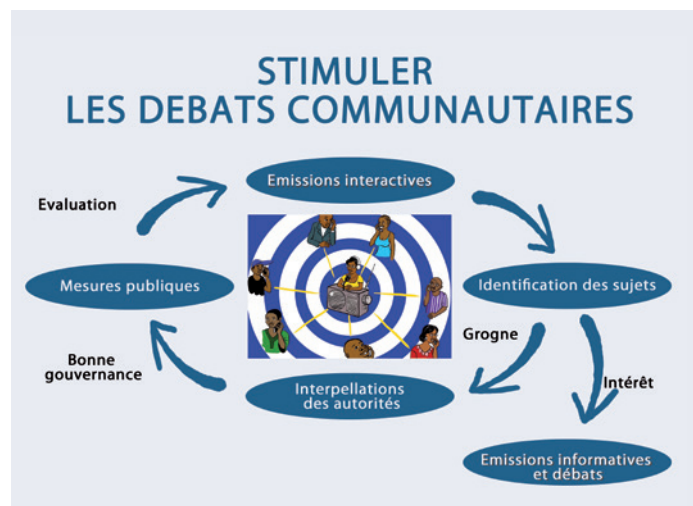 STIMULER
LES DEBATS COMMUNAUTAIRES
Emissions interactives
Evaluation
Mesures publiques
Identification des sujets
Grogne
Bonne
gouvernance
Intérêt
Interpellations
des autorités
Emissions informatives
et débats